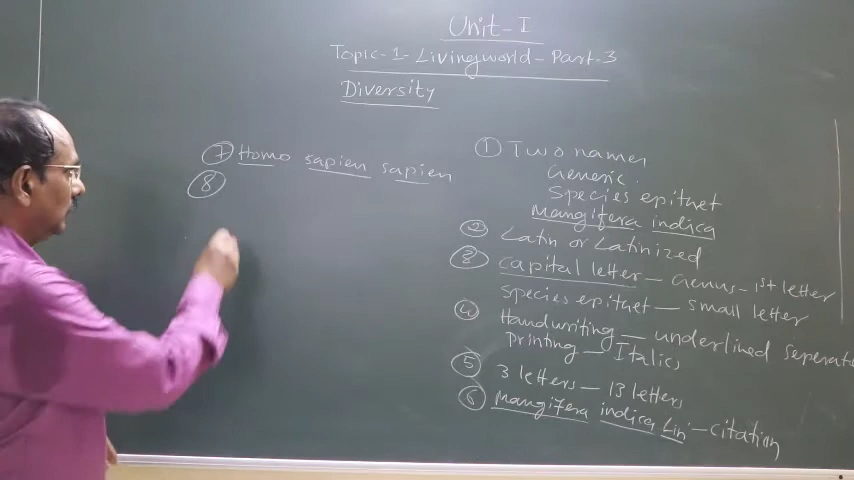 Unit-I
Topic-1-Livingworld-Part-3
Diversity
⑦ Homo sapien sapien
⑧
① Two names
Generic.
Species epithet
Mangifera indica
② Latin or Latinized
③ capital letter - Genus - 1st letter
Species epithet - small letter
④ Handwriting - underlined seperate
Printing - Italics
⑤ 3 letters - 13 letters
⑥ Mangifera indica Lin - citation